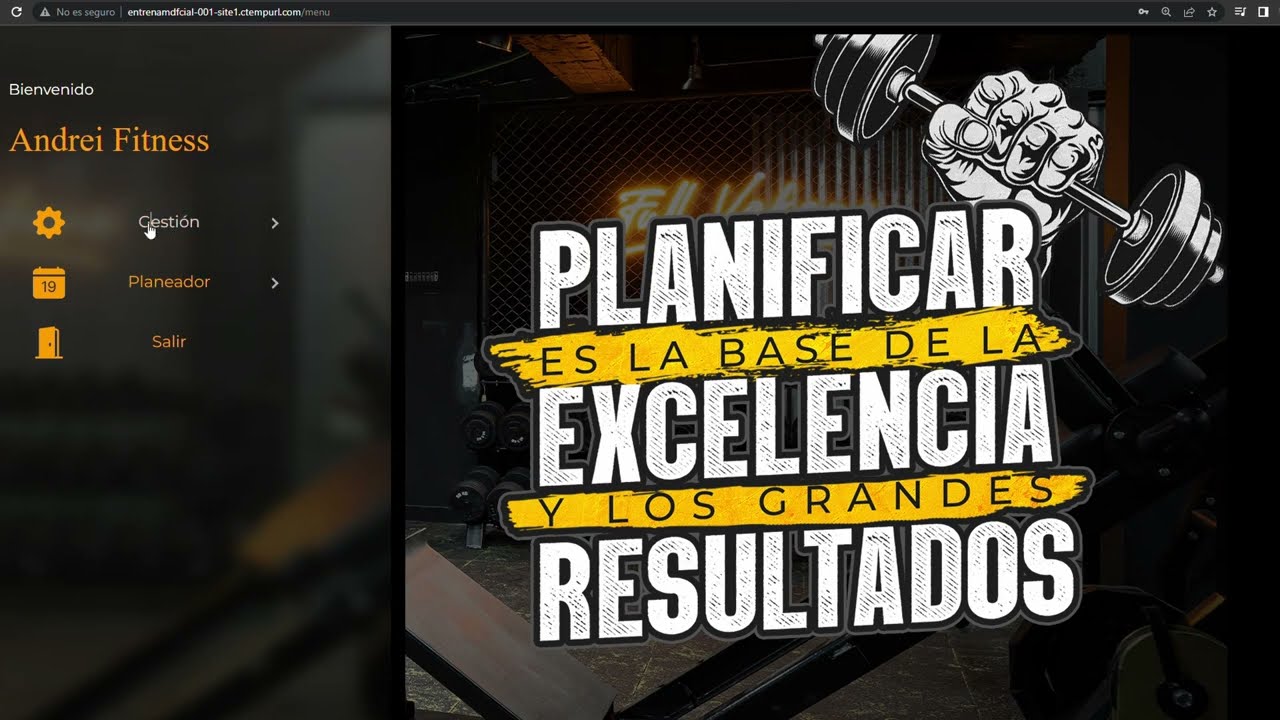 No es seguro
entrenamdfcial-001-site1.ctempurl.com/menu
Bienvenido
Andrei Fitness
Gestión
19
Planeador
Salir
Full
PLANIFICAR
ES LA BASE DE LA
EXCELENCIA
Y LOS GRANDES
RESULTADOS